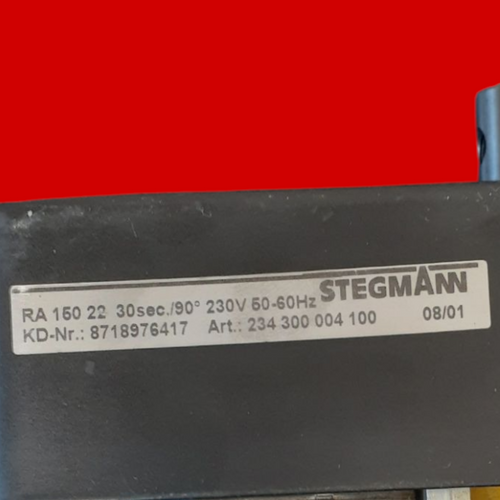 STEGMANN
RA 150 22 30sec./90° 230V 50-60Hz
KD-Nr.: 8718976417 Art.: 234 300 004 100 08/01